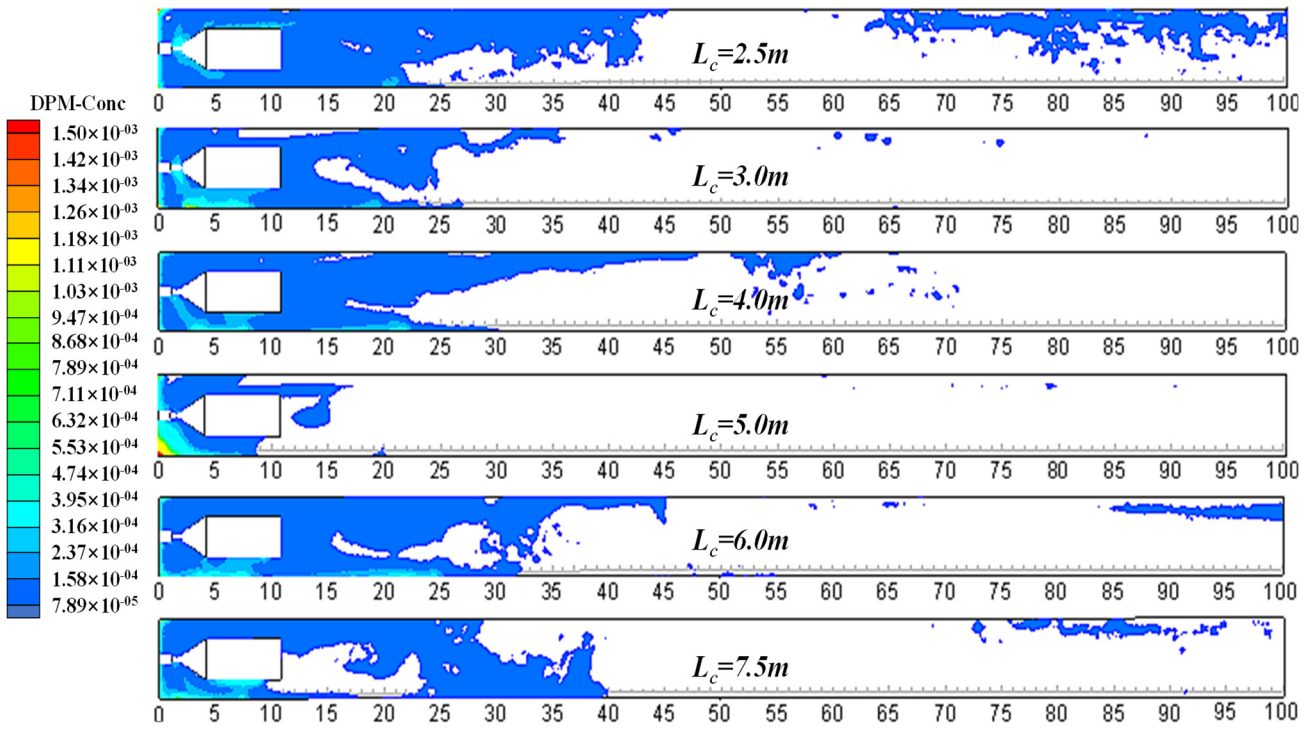 DPM-Conc
1.50×10⁻⁰³
1.42×10⁻⁰³
1.34×10⁻⁰³
1.26×10⁻⁰³
1.18×10⁻⁰³
1.11×10⁻⁰³
1.03×10⁻⁰³
9.47×10⁻⁰⁴
8.68×10⁻⁰⁴
7.89×10⁻⁰⁴
7.11×10⁻⁰⁴
6.32×10⁻⁰⁴
5.53×10⁻⁰⁴
4.74×10⁻⁰⁴
3.95×10⁻⁰⁴
3.16×10⁻⁰⁴
2.37×10⁻⁰⁴
1.58×10⁻⁰⁴
7.89×10⁻⁰⁵
L_c=2.5m
0 5 10 15 20 25 30 35 40 45 50 55 60 65 70 75 80 85 90 95 100
L_c=3.0m
0 5 10 15 20 25 30 35 40 45 50 55 60 65 70 75 80 85 90 95 100
L_c=4.0m
0 5 10 15 20 25 30 35 40 45 50 55 60 65 70 75 80 85 90 95 100
L_c=5.0m
0 5 10 15 20 25 30 35 40 45 50 55 60 65 70 75 80 85 90 95 100
L_c=6.0m
0 5 10 15 20 25 30 35 40 45 50 55 60 65 70 75 80 85 90 95 100
L_c=7.5m
0 5 10 15 20 25 30 35 40 45 50 55 60 65 70 75 80 85 90 95 100